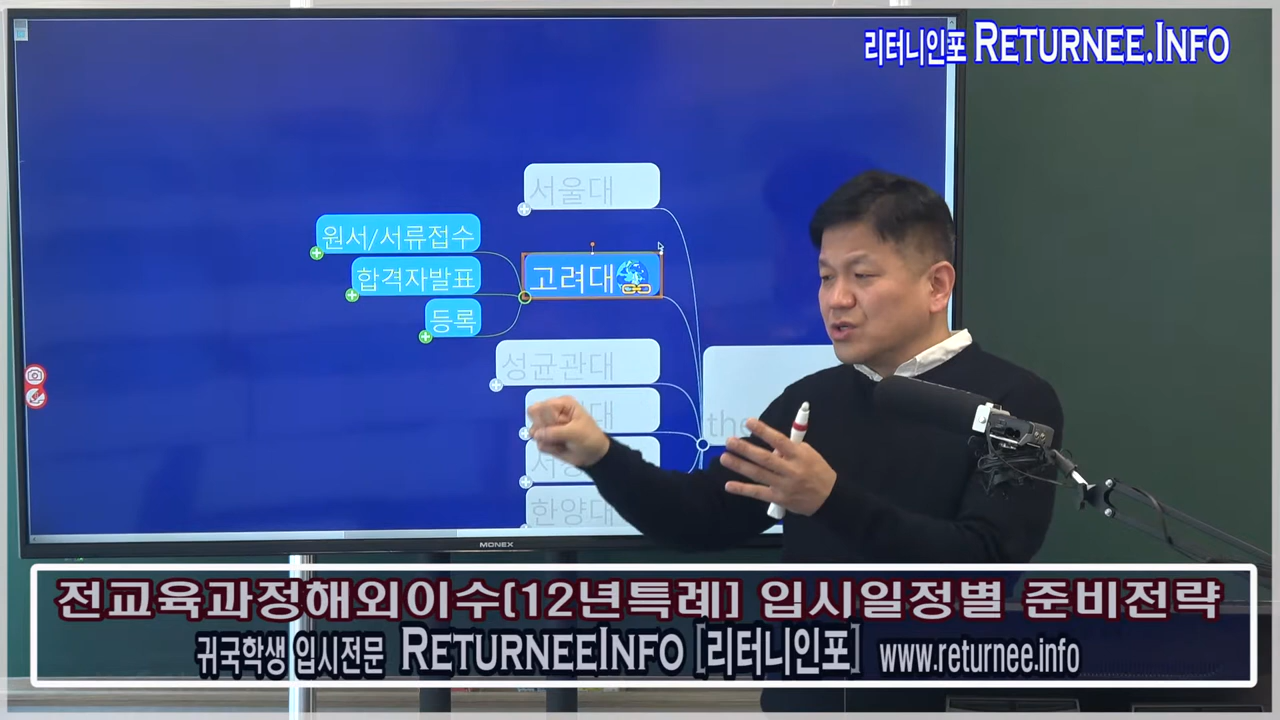 리터니인포 RETURNEE.INFO
서울대
원서/서류접수
고려대
합격자발표
등록
성균관대
대
the
서
한양대
MONEX
전교육과정해외이수[12년특례] 입시일정별 준비전략
귀국학생 입시전문 RETURNEEINFO [리터니인포] www.returnee.info